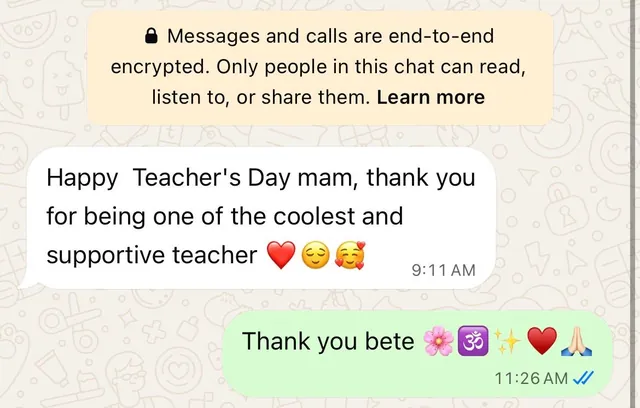 🔒 Messages and calls are end-to-end
encrypted. Only people in this chat can read,
listen to, or share them. Learn more
Happy  Teacher's Day mam, thank you
for being one of the coolest and
supportive teacher ❤️😌🥰
9:11 AM
Thank you bete 🌸🕉️✨♥️🙏🏻
11:26 AM